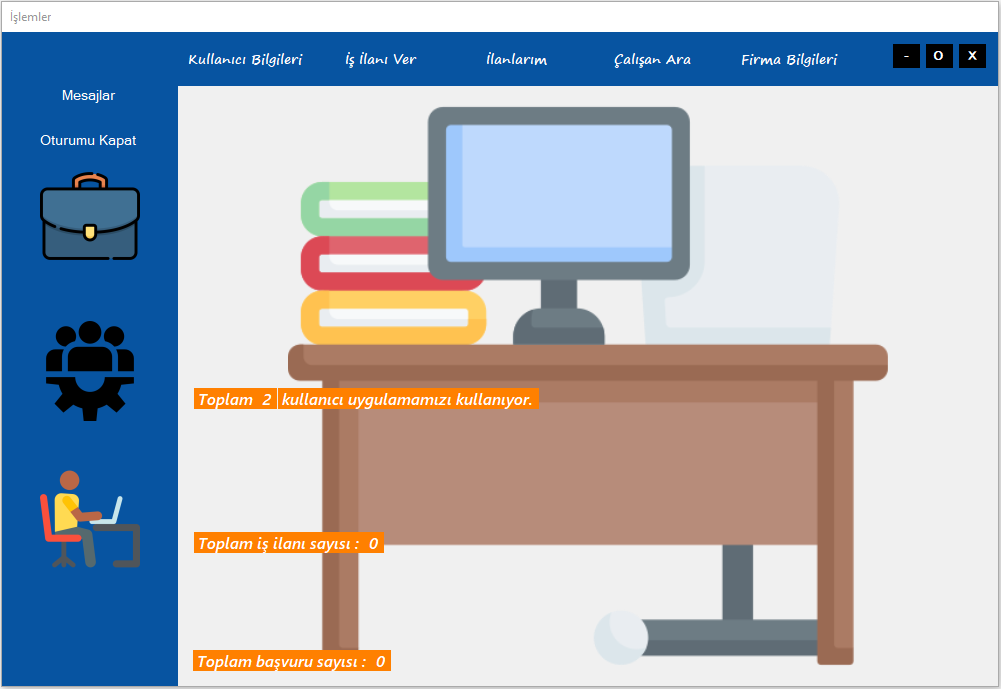 İşlemler
Kullanıcı Bilgileri İş İlanı Ver İlanlarım Çalışan Ara Firma Bilgileri - O X
Mesajlar
Oturumu Kapat
Toplam 2 kullanıcı uygulamamızı kullanıyor.
Toplam iş ilanı sayısı : 0
Toplam başvuru sayısı : 0